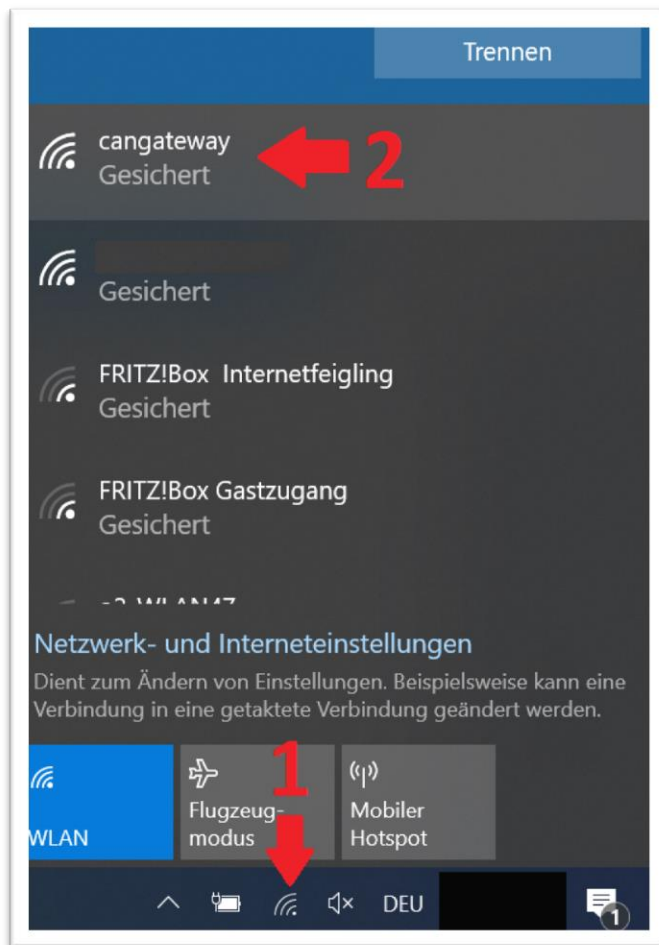 Trennen
cangateway
Gesichert
2
Gesichert
FRITZ!Box Internetfeigling
Gesichert
FRITZ!Box Gastzugang
Gesichert
Netzwerk- und Interneteinstellungen
Dient zum Ändern von Einstellungen. Beispielsweise kann eine
Verbindung in eine getaktete Verbindung geändert werden.
1
WLAN
Flugzeug-
modus
Mobiler
Hotspot
DEU
1